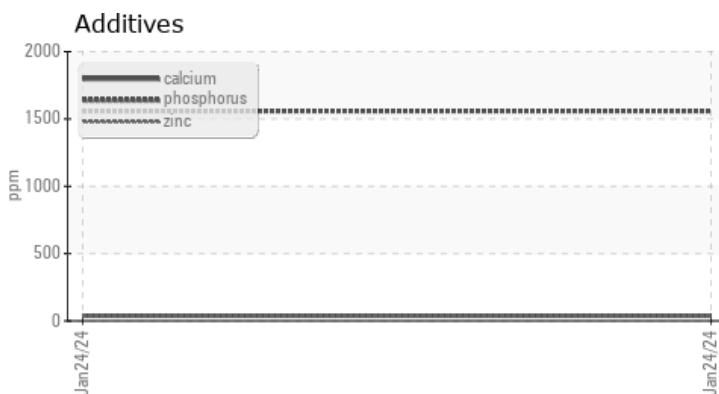 Additives
2000
calcium
phosphorus
zinc
1500
ppm
1000
500
0
Jan24/24
Jan24/24